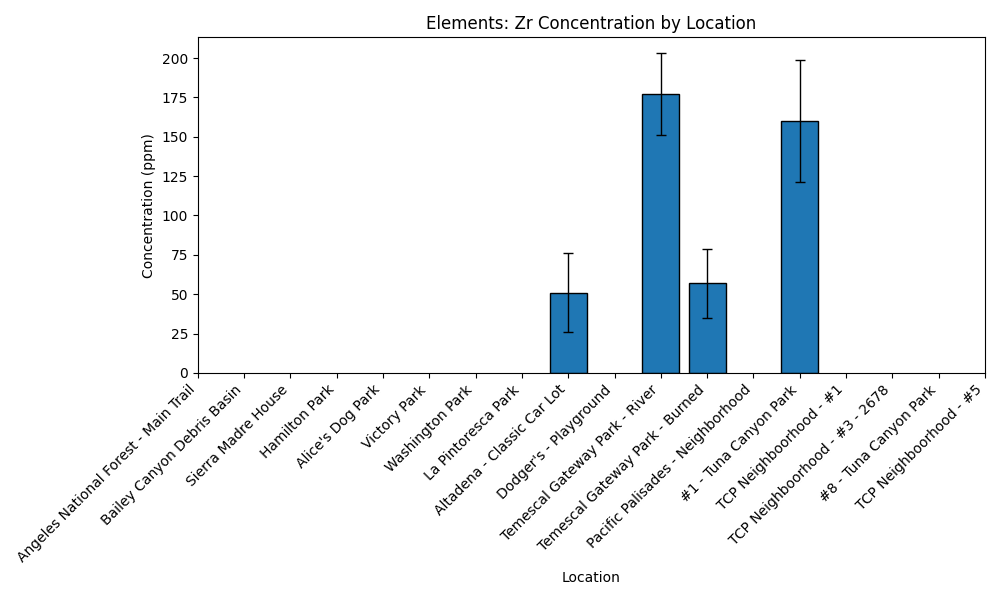 Elements: Zr Concentration by Location
Concentration (ppm)
200
175
150
125
100
75
50
25
0
Angeles National Forest - Main Trail
Bailey Canyon Debris Basin
Sierra Madre House
Hamilton Park
Alice's Dog Park
Victory Park
Washington Park
La Pintoresca Park
Altadena - Classic Car Lot
Dodger's - Playground
Temescal Gateway Park - River
Temescal Gateway Park - Burned
Pacific Palisades - Neighborhood
#1 - Tuna Canyon Park
TCP Neighboorhood - #1
TCP Neighboorhood - #3 - 2678
#8 - Tuna Canyon Park
TCP Neighboorhood - #5
Location